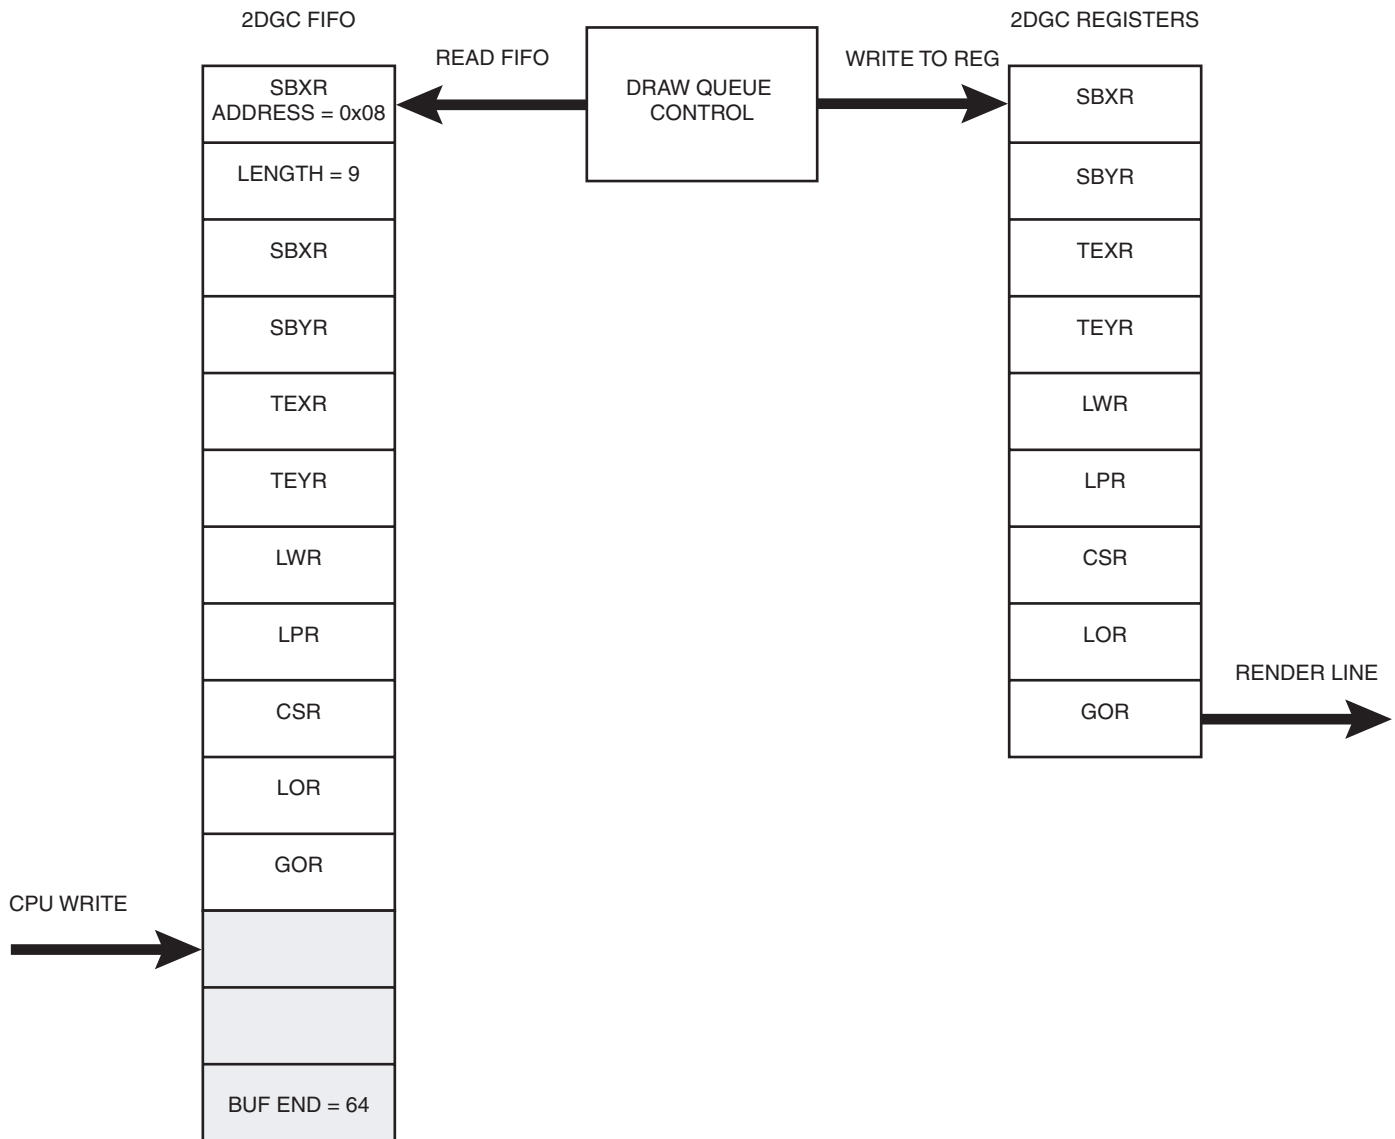 2DGC FIFO
2DGC REGISTERS
READ FIFO
WRITE TO REG
DRAW QUEUE
CONTROL
SBXR
ADDRESS = 0x08
LENGTH = 9
SBXR
SBYR
TEXR
TEYR
LWR
LPR
CSR
LOR
GOR
CPU WRITE
BUF END = 64
SBXR
SBYR
TEXR
TEYR
LWR
LPR
CSR
LOR
GOR
RENDER LINE